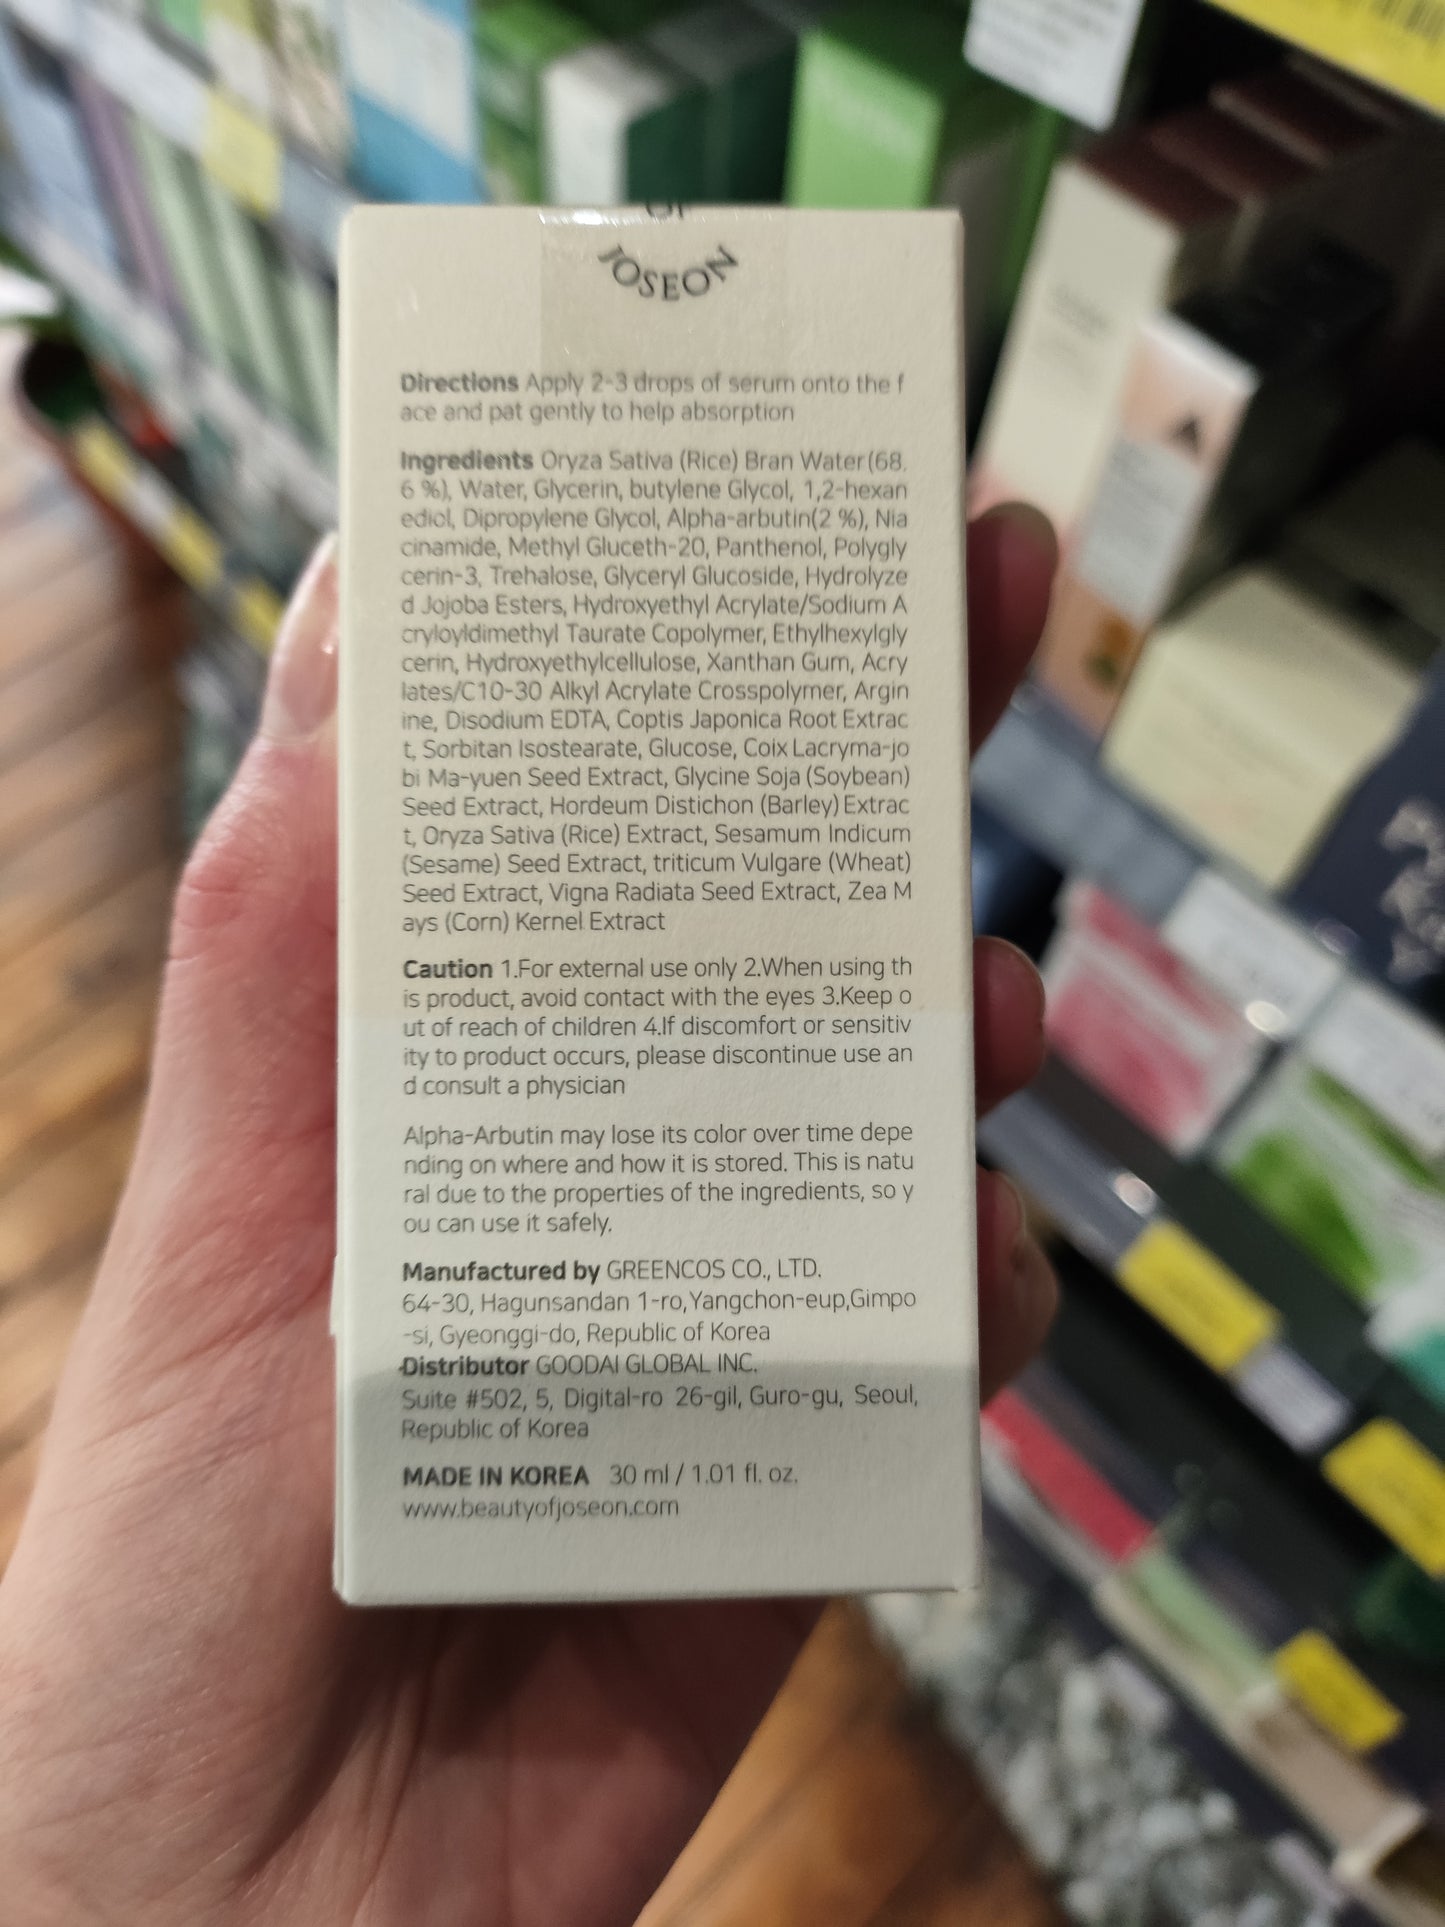 OF
JOSEON
Directions Apply 2-3 drops of serum onto the f
ace and pat gently to help absorption
Ingredients Oryza Sativa (Rice) Bran Water(68.
6 %), Water, Glycerin, butylene Glycol, 1,2-hexan
ediol, Dipropylene Glycol, Alpha-arbutin(2 %), Nia
cinamide, Methyl Gluceth-20, Panthenol, Polygly
cerin-3, Trehalose, Glyceryl Glucoside, Hydrolyze
d Jojoba Esters, Hydroxyethyl Acrylate/Sodium A
cryloyldimethyl Taurate Copolymer, Ethylhexylgly
cerin, Hydroxyethylcellulose, Xanthan Gum, Acry
lates/C10-30 Alkyl Acrylate Crosspolymer, Argin
ine, Disodium EDTA, Coptis Japonica Root Extrac
t, Sorbitan Isostearate, Glucose, Coix Lacryma-jo
bi Ma-yuen Seed Extract, Glycine Soja (Soybean)
Seed Extract, Hordeum Distichon (Barley) Extrac
t, Oryza Sativa (Rice) Extract, Sesamum Indicum
(Sesame) Seed Extract, triticum Vulgare (Wheat)
Seed Extract, Vigna Radiata Seed Extract, Zea M
ays (Corn) Kernel Extract
Caution 1.For external use only 2.When using th
is product, avoid contact with the eyes 3.Keep o
ut of reach of children 4.If discomfort or sensitiv
ity to product occurs, please discontinue use an
d consult a physician
Alpha-Arbutin may lose its color over time depe
nding on where and how it is stored. This is natu
ral due to the properties of the ingredients, so y
ou can use it safely.
Manufactured by GREENCOS CO., LTD.
64-30, Hagunsandan 1-ro,Yangchon-eup,Gimpo
-si, Gyeonggi-do, Republic of Korea
Distributor GOODAI GLOBAL INC.
Suite #502, 5, Digital-ro 26-gil, Guro-gu, Seoul,
Republic of Korea
MADE IN KOREA 30 ml / 1.01 fl. oz.
www.beautyofjoseon.com